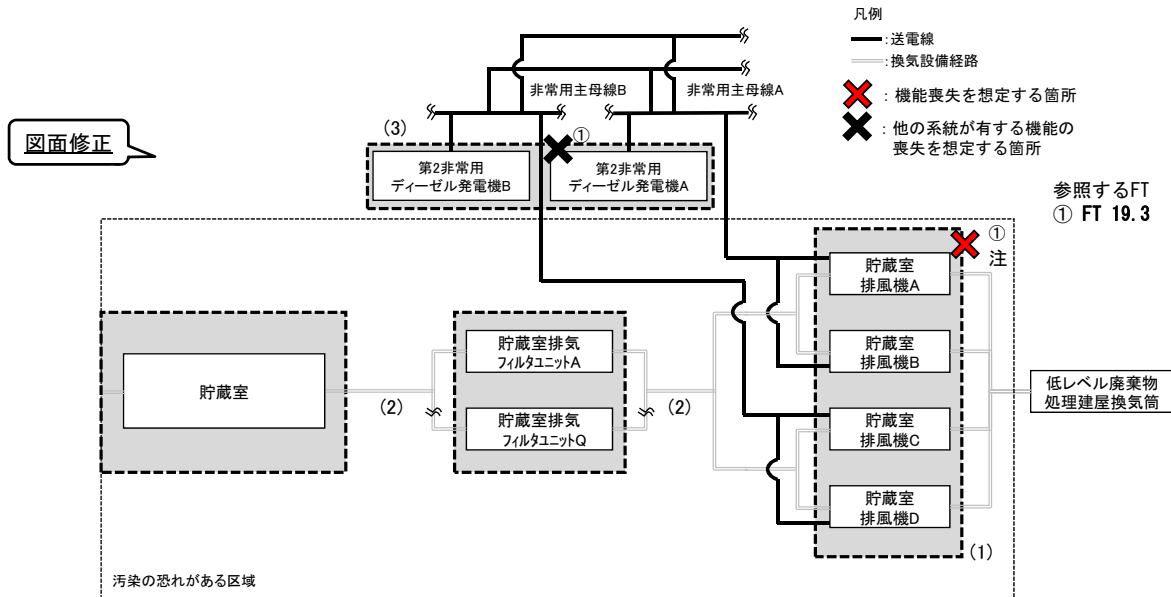 凡例
:送電線
:換気設備経路
: 機能喪失を想定する箇所
: 他の系統が有する機能の
喪失を想定する箇所
非常用主母線B
非常用主母線A
図面修正
(3)
①
第2非常用
ディーゼル発電機B
第2非常用
ディーゼル発電機A
参照するFT
① FT 19.3
①
注
貯蔵室
排風機A
貯蔵室
排風機B
貯蔵室
排風機C
貯蔵室
排風機D
(1)
貯蔵室
(2)
貯蔵室排気
フィルタユニットA
貯蔵室排気
フィルタユニットQ
(2)
低レベル廃棄物
処理建屋換気筒
汚染の恐れがある区域